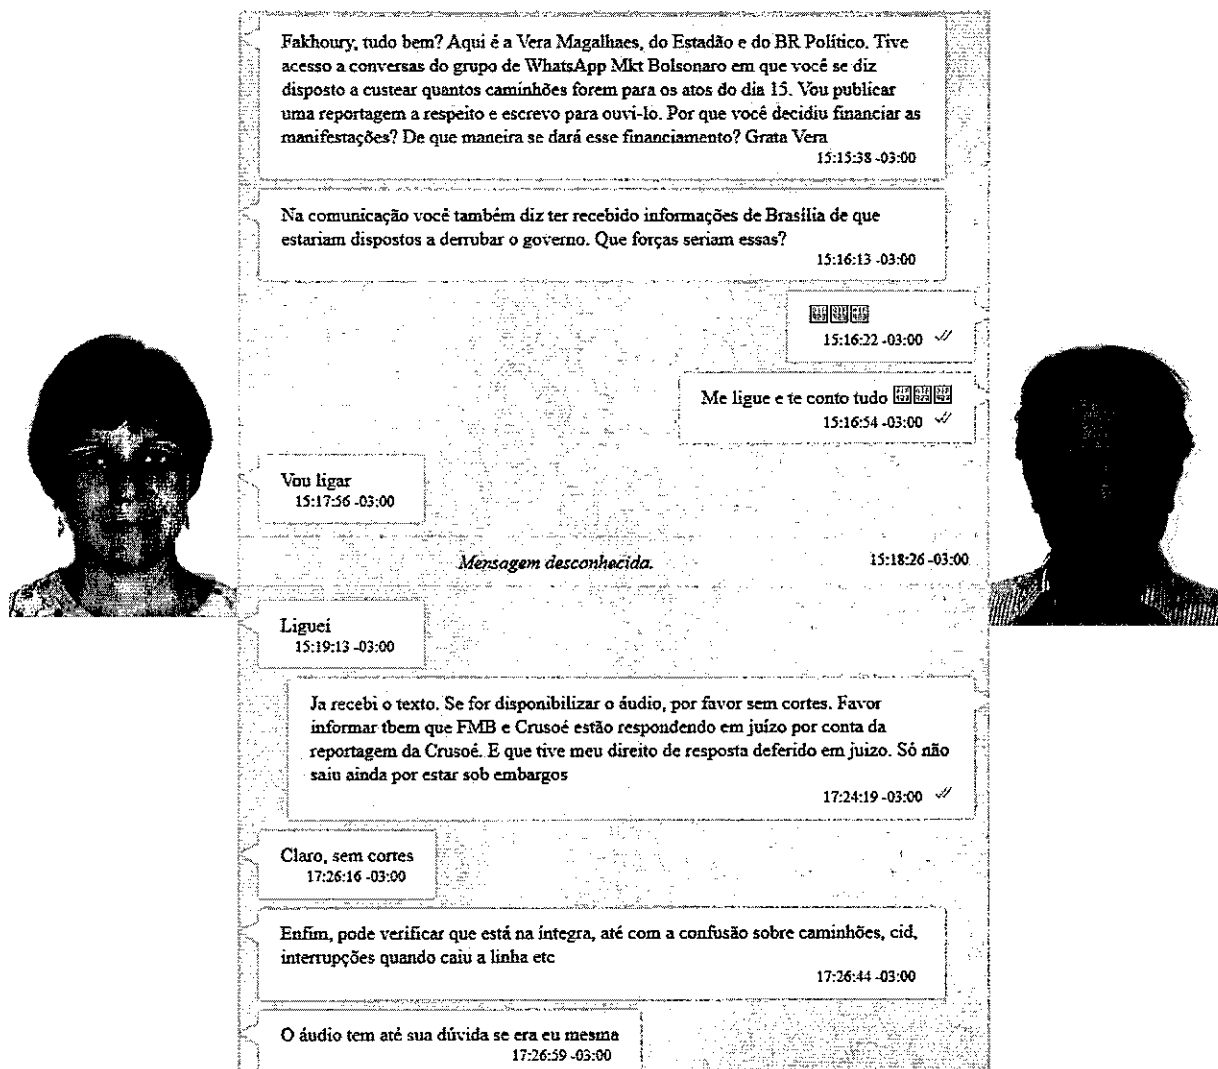 Fakhoury, tudo bem? Aqui é a Vera Magalhaes, do Estadão e do BR Político. Tive
acesso a conversas do grupo de WhatsApp Mkt Bolsonaro em que você se diz
disposto a custear quantos caminhões forem para os atos do dia 15. Vou publicar
uma reportagem a respeito e escrevo para ouvi-lo. Por que você decidiu financiar as
manifestações? De que maneira se dará esse financiamento? Grata Vera
15:15:38 -03:00
Na comunicação você também diz ter recebido informações de Brasília de que
estariam dispostos a derrubar o governo. Que forças seriam essas?
15:16:13 -03:00
15:16:22 -03:00
Me ligue e te conto tudo
15:16:54 -03:00
Vou ligar
15:17:56 -03:00
Mensagem desconhecida.
15:18:26 -03:00
Liguei
15:19:13 -03:00
Ja recebi o texto. Se for disponibilizar o áudio, por favor sem cortes. Favor
informar tbem que FMB e Crusoé estão respondendo em juízo por conta da
reportagem da Crusoé. E que tive meu direito de resposta deferido em juizo. Só não
saiu ainda por estar sob embargos
17:24:19 -03:00
Claro, sem cortes
17:26:16 -03:00
Enfim, pode verificar que está na íntegra, até com a confusão sobre caminhões, cid,
interrupções quando caiu a linha etc
17:26:44 -03:00
O áudio tem até sua dúvida se era eu mesma
17:26:59 -03:00